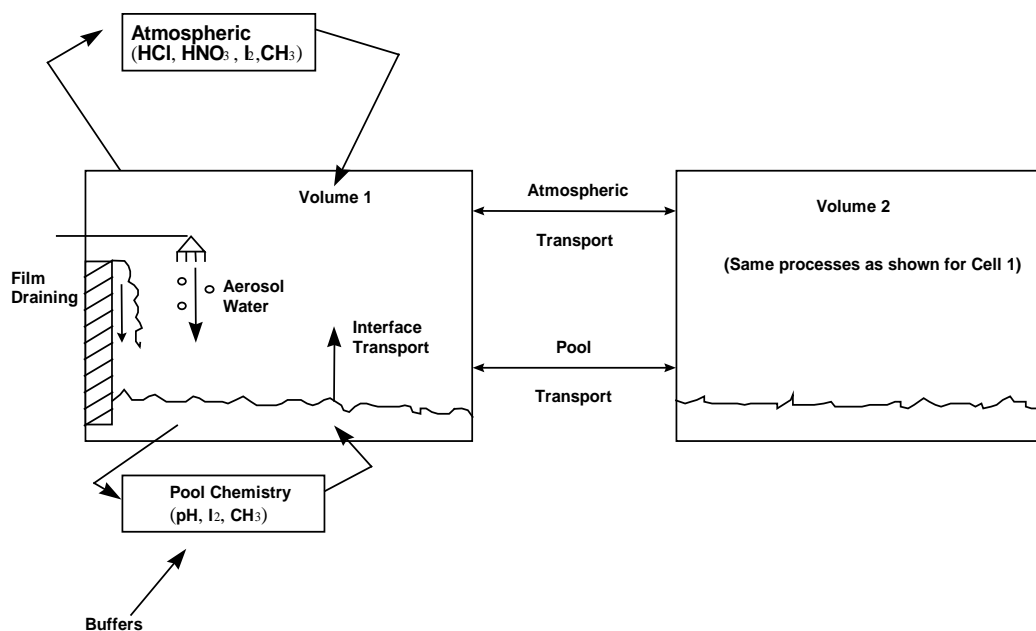 Atmospheric
(HCl, HNO₃ , I₂,CH₃)
Volume 1
Atmospheric
Transport
Volume 2
(Same processes as shown for Cell 1)
Film
Draining
Aerosol
Water
Interface
Transport
Pool
Transport
Pool Chemistry
(pH, I₂, CH₃)
Buffers